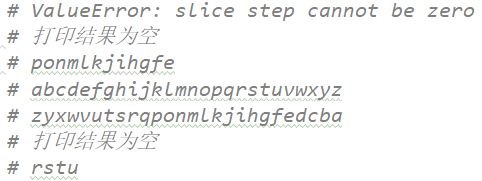 # ValueError: slice step cannot be zero
# 打印结果为空
# ponmlkjihgfe
# abcdefghijklmnopqrstuvwxyz
# zyxwvutsrqponmlkjihgfedcba
# 打印结果为空
# rstu